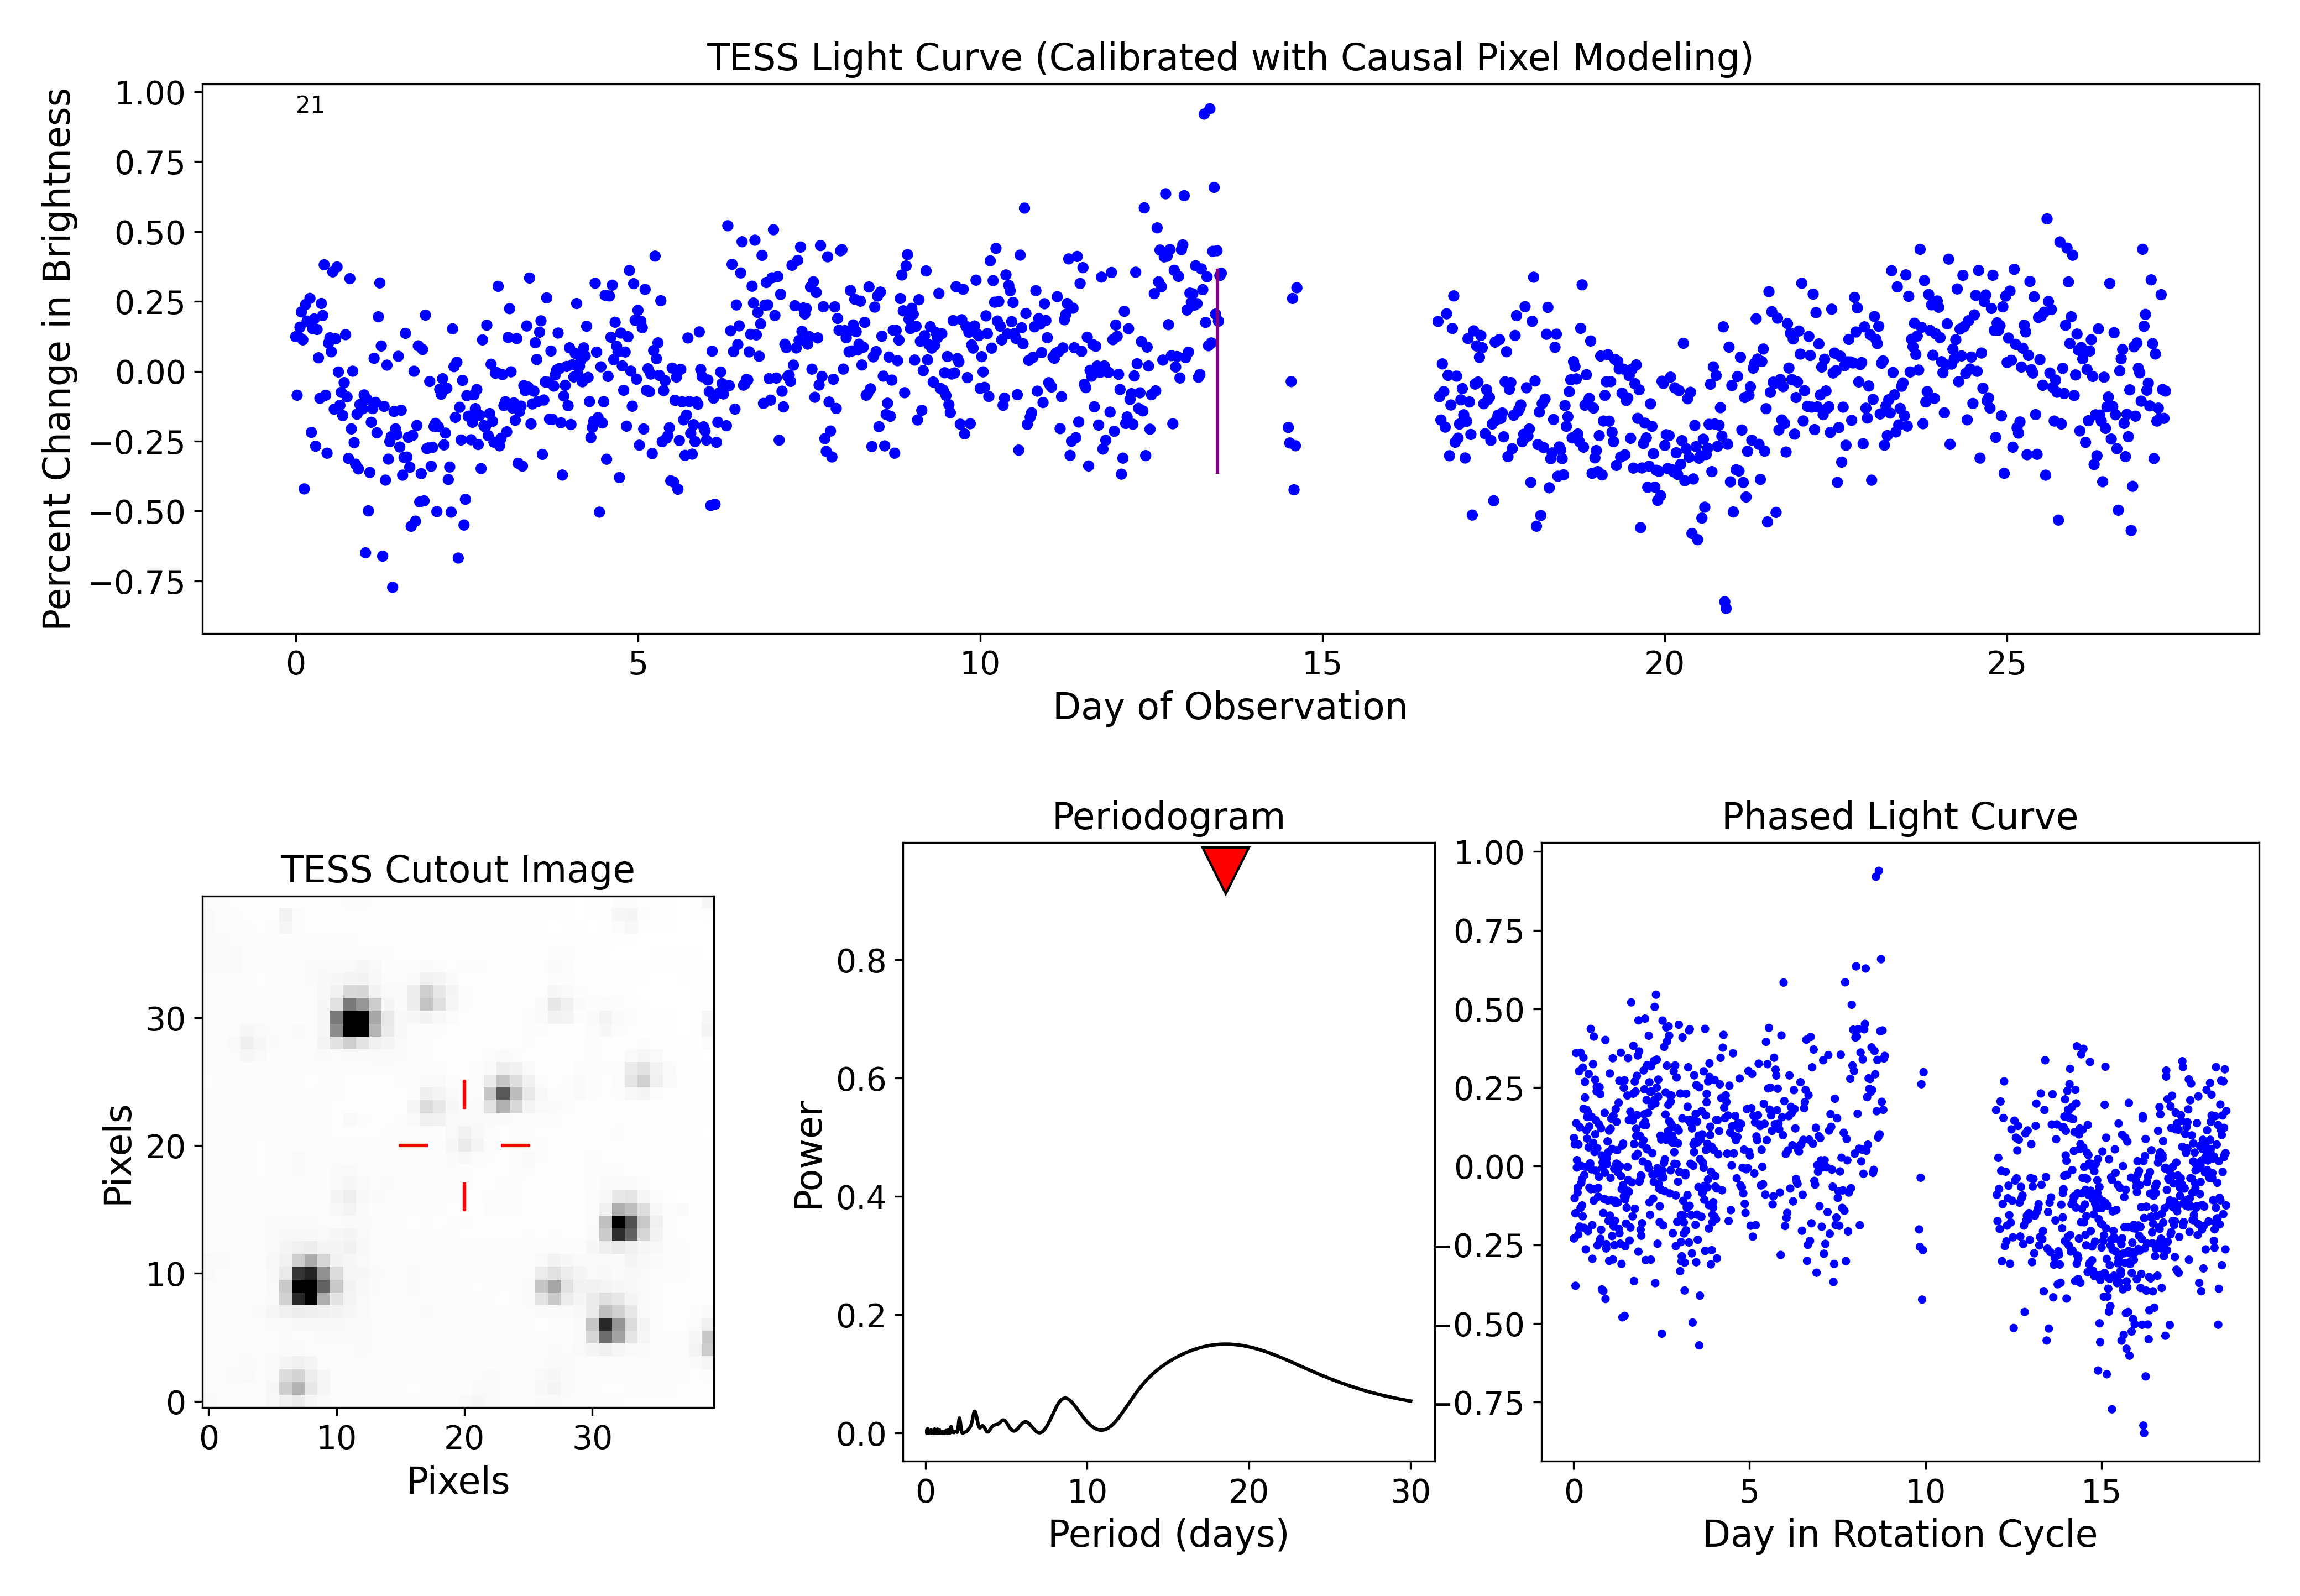 TESS Light Curve (Calibrated with Causal Pixel Modeling)
Percent Change in Brightness
1.00
0.75
0.50
0.25
0.00
−0.25
−0.50
−0.75
21
0 5 10 15 20 25
Day of Observation
TESS Cutout Image
Pixels
30
20
10
0
0 10 20 30
Pixels
Periodogram
Power
0.8
0.6
0.4
0.2
0.0
0 10 20 30
Period (days)
Phased Light Curve
1.00
0.75
0.50
0.25
0.00
−0.25
−0.50
−0.75
0 5 10 15
Day in Rotation Cycle